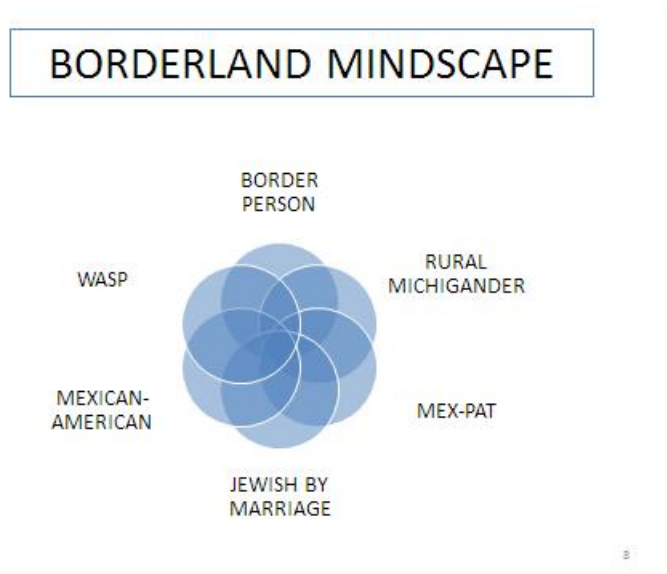 BORDERLAND MINDSCAPE
BORDER
PERSON
RURAL
MICHIGANDER
MEX-PAT
JEWISH BY
MARRIAGE
MEXICAN-
AMERICAN
WASP
8